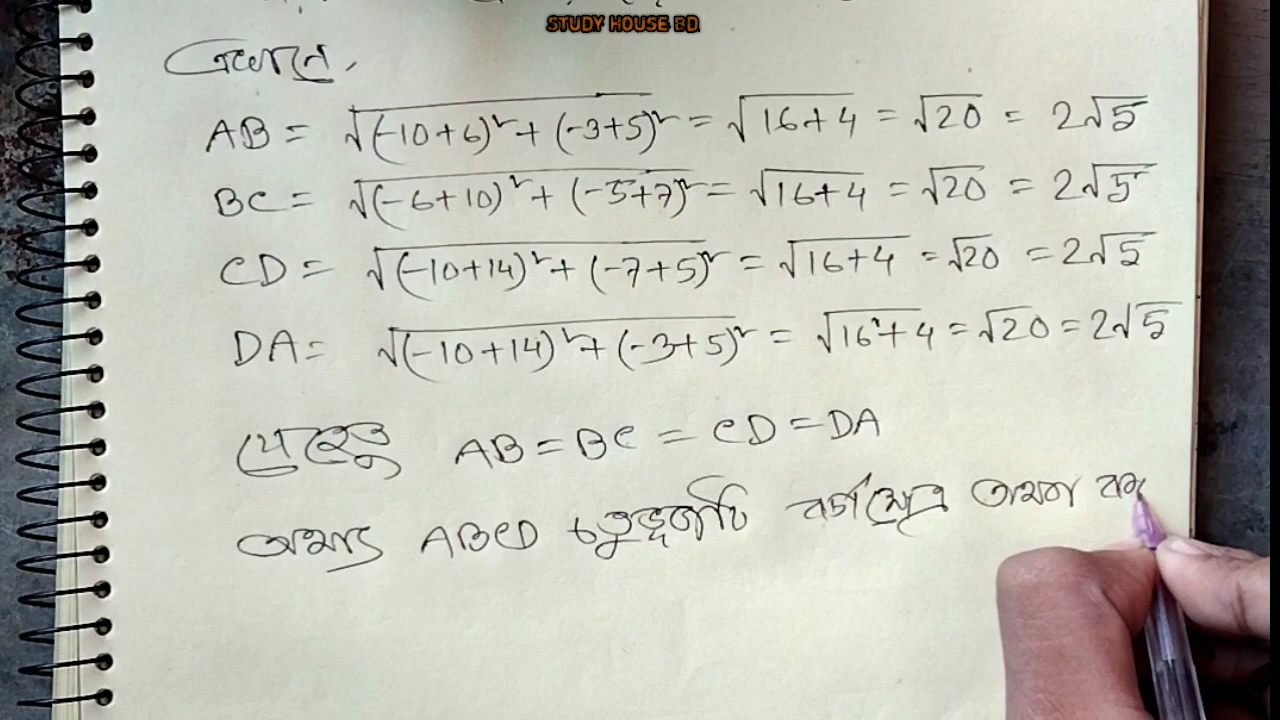 STUDY HOUSE BD
এখানে,
AB = √(-10+6)² + (-3+5)² = √16+4 = √20 = 2√5
BC = √(-6+10)² + (-5+7)² = √16+4 = √20 = 2√5
CD = √(-10+14)² + (-7+5)² = √16+4 = √20 = 2√5
DA = √(-10+14)² + (-3+5)² = √16²+4 = √20 = 2√5
যেহেতু AB = BC = CD = DA
অর্থাৎ ABCD চতুর্ভুজটি বর্গক্ষেত্র অথবা